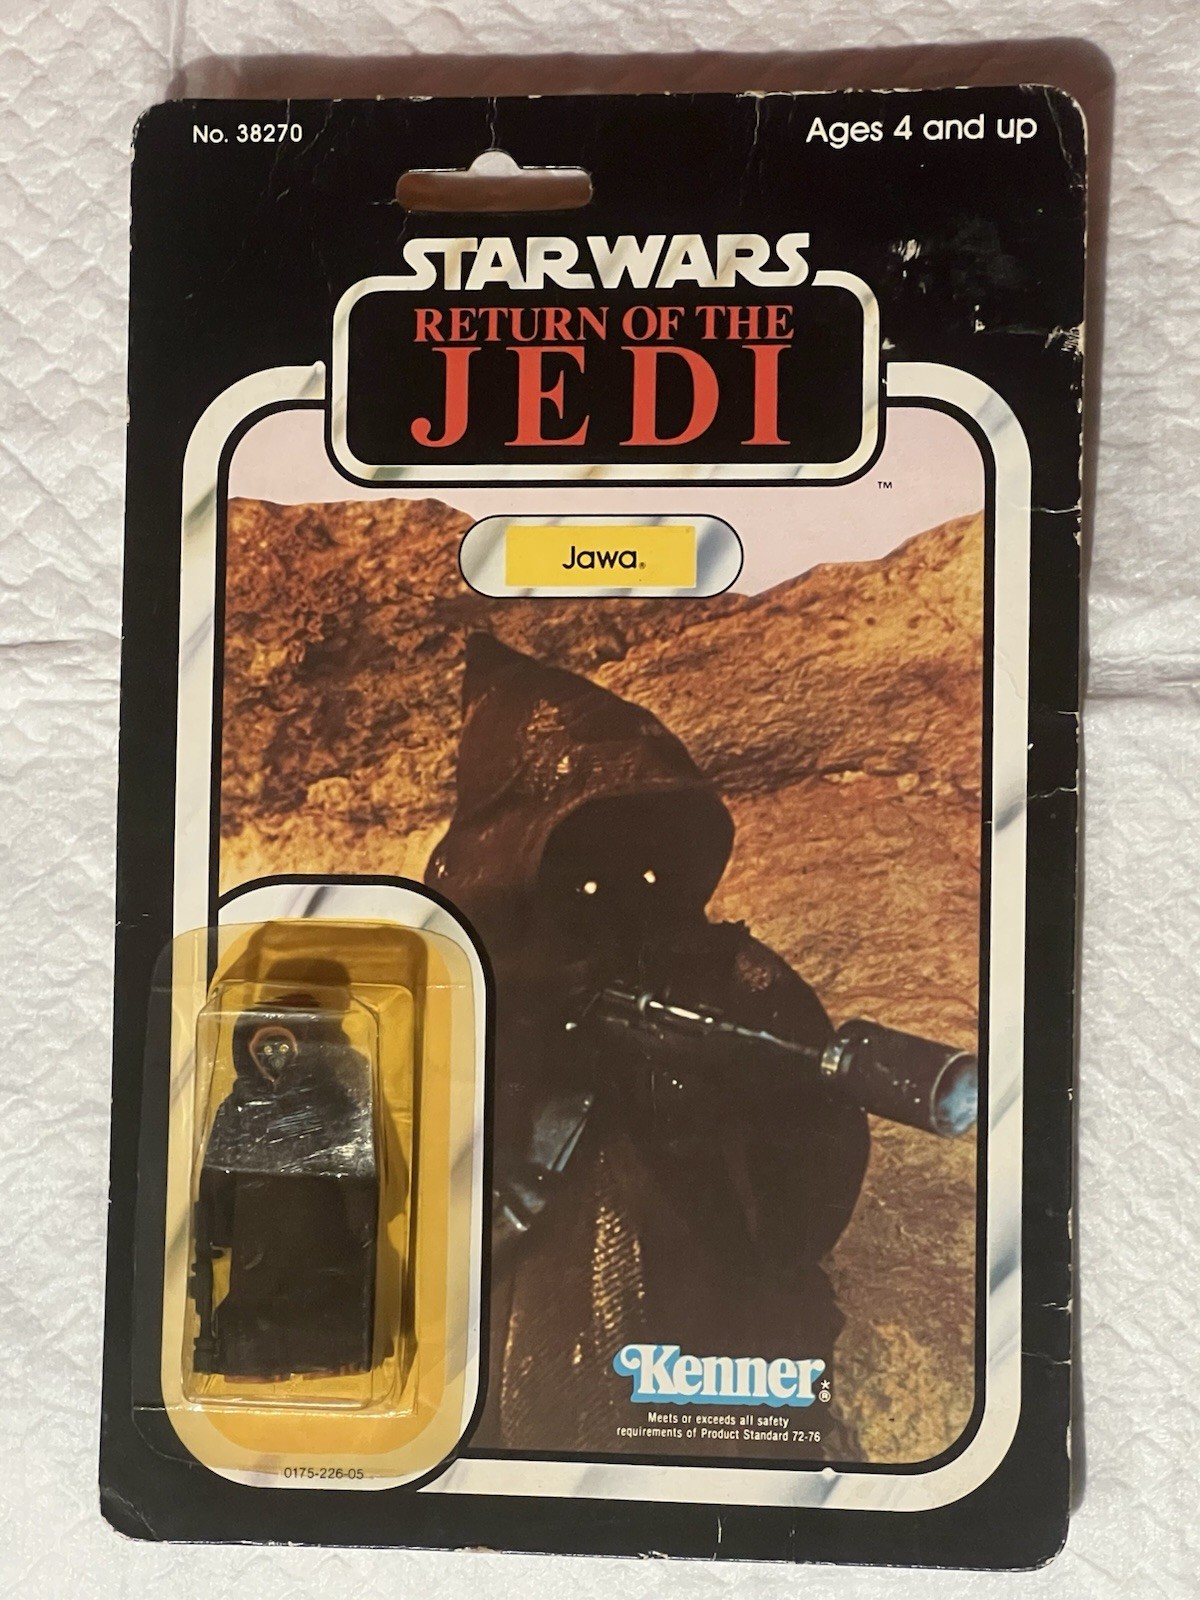 No. 38270
Ages 4 and up
STAR WARS
RETURN OF THE
JEDI
TM
Jawa®
Kenner®
Meets or exceeds all safety
requirements of Product Standard 72-76
0175-226-05